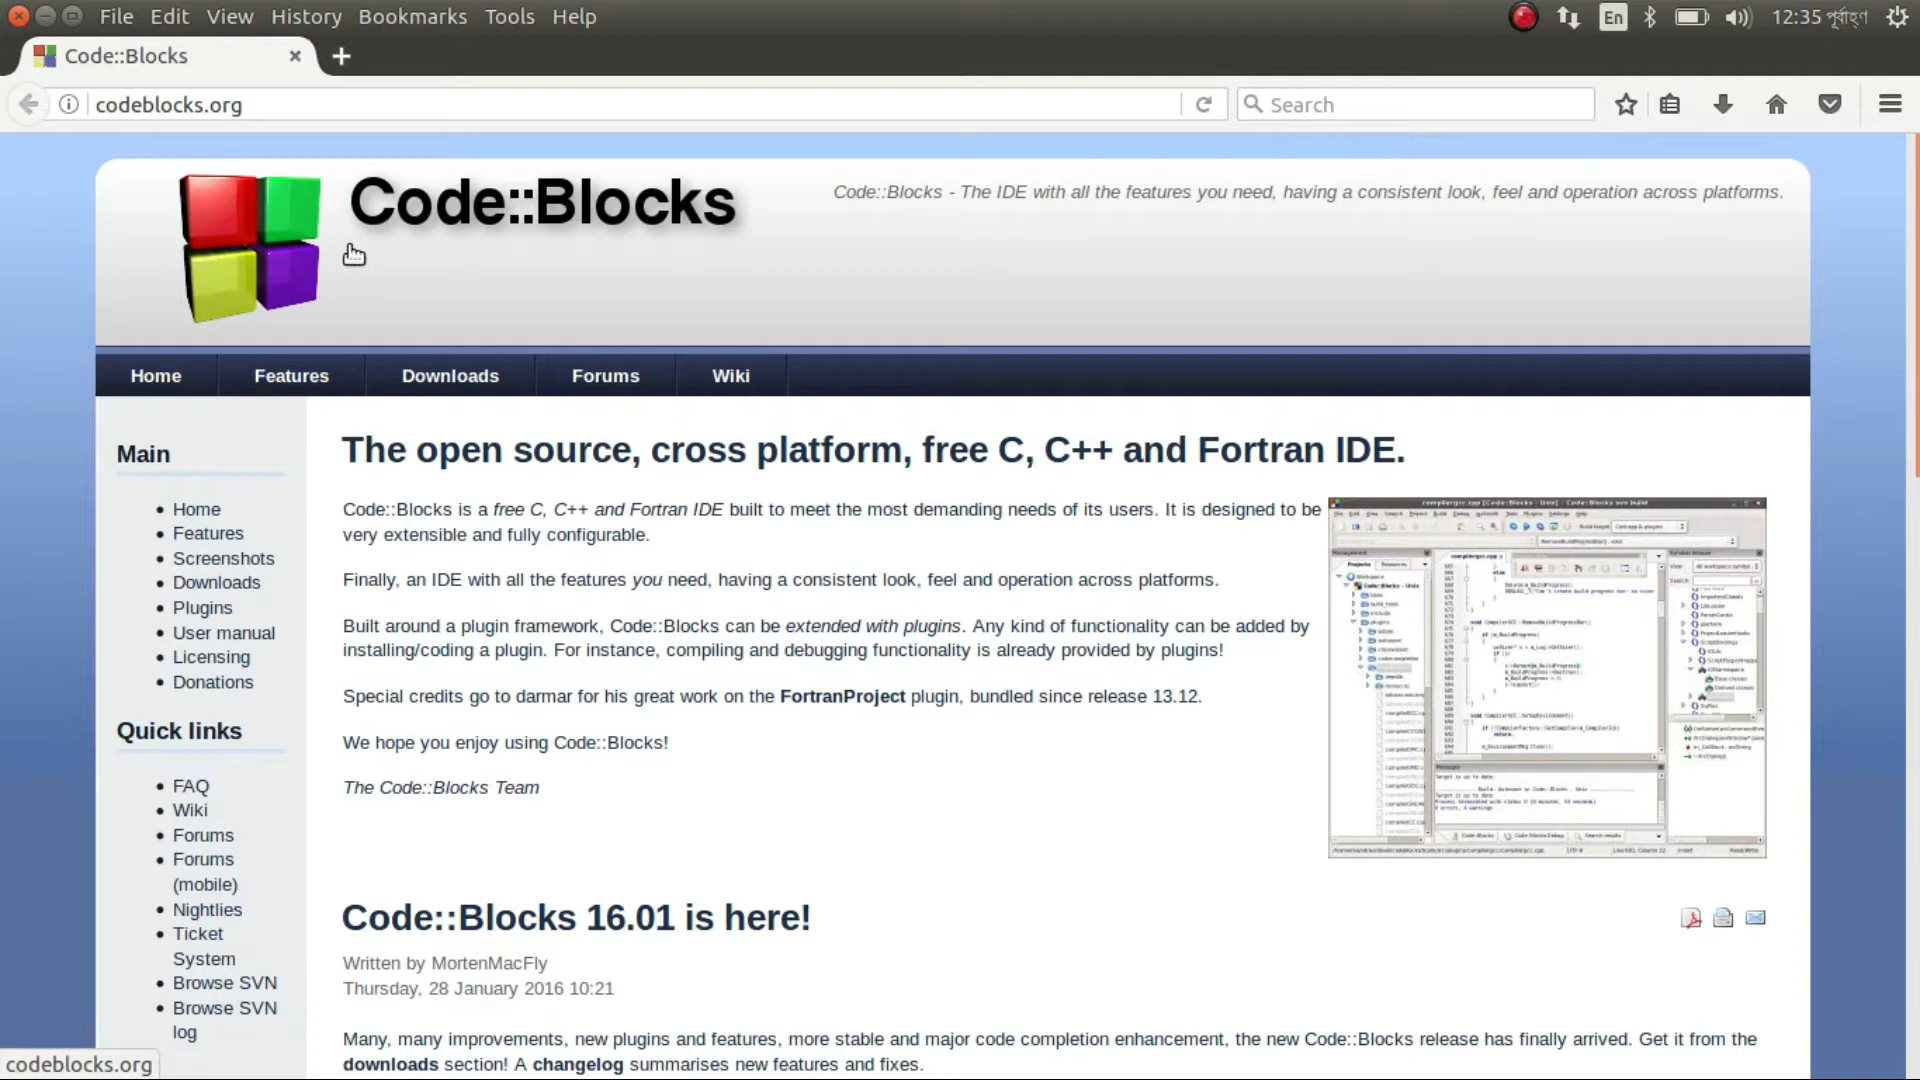 File Edit View History Bookmarks Tools Help
En
12:35 পূর্বাহ্ণ
Code::Blocks
codeblocks.org
Search
Code::Blocks
Code::Blocks - The IDE with all the features you need, having a consistent look, feel and operation across platforms.
Home Features Downloads Forums Wiki
Main
Home
Features
Screenshots
Downloads
Plugins
User manual
Licensing
Donations
Quick links
FAQ
Wiki
Forums
Forums
(mobile)
Nightlies
Ticket
System
Browse SVN
Browse SVN
log
The open source, cross platform, free C, C++ and Fortran IDE.
Code::Blocks is a free C, C++ and Fortran IDE built to meet the most demanding needs of its users. It is designed to be
very extensible and fully configurable.
Finally, an IDE with all the features you need, having a consistent look, feel and operation across platforms.
Built around a plugin framework, Code::Blocks can be extended with plugins. Any kind of functionality can be added by
installing/coding a plugin. For instance, compiling and debugging functionality is already provided by plugins!
Special credits go to darmar for his great work on the FortranProject plugin, bundled since release 13.12.
We hope you enjoy using Code::Blocks!
The Code::Blocks Team
Code::Blocks 16.01 is here!
Written by MortenMacFly
Thursday, 28 January 2016 10:21
Many, many improvements, new plugins and features, more stable and major code completion enhancement, the new Code::Blocks release has finally arrived. Get it from the
downloads section! A changelog summarises new features and fixes.
codeblocks.org